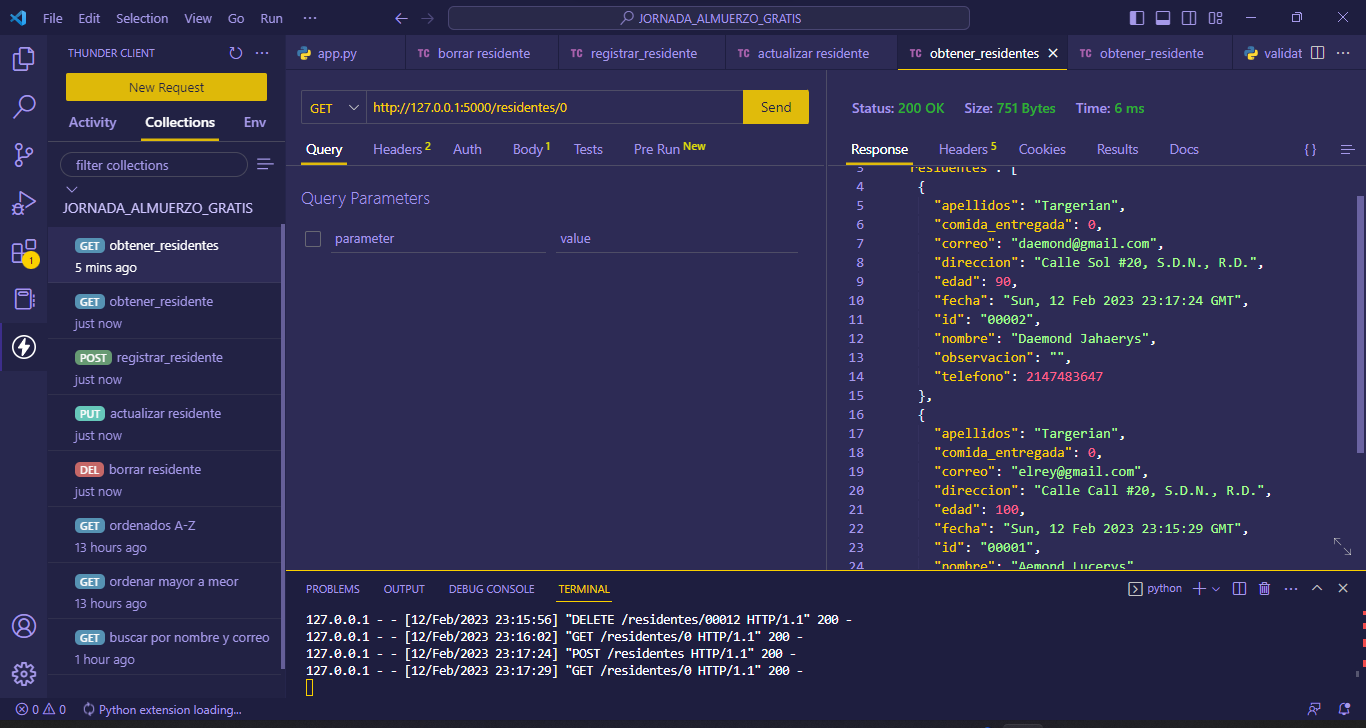 File Edit Selection View Go Run ··· JORNADA_ALMUERZO_GRATIS
THUNDER CLIENT
New Request
Activity Collections Env
filter collections
JORNADA_ALMUERZO_GRATIS
GET obtener_residentes
5 mins ago
GET obtener_residente
just now
POST registrar_residente
just now
PUT actualizar residente
just now
DEL borrar residente
just now
GET ordenados A-Z
13 hours ago
GET ordenar mayor a meor
13 hours ago
GET buscar por nombre y correo
1 hour ago
1
app.py TC borrar residente TC registrar_residente TC actualizar residente TC obtener_residentes TC obtener_residente validat
GET http://127.0.0.1:5000/residentes/0 Send
Query Headers 2 Auth Body 1 Tests Pre Run New
Query Parameters
parameter value
Status: 200 OK Size: 751 Bytes Time: 6 ms
Response Headers 5 Cookies Results Docs { }
3 "residentes": [
4 {
5 "apellidos": "Targerian",
6 "comida_entregada": 0,
7 "correo": "daemond@gmail.com",
8 "direccion": "Calle Sol #20, S.D.N., R.D.",
9 "edad": 90,
10 "fecha": "Sun, 12 Feb 2023 23:17:24 GMT",
11 "id": "00002",
12 "nombre": "Daemond Jahaerys",
13 "observacion": "",
14 "telefono": 2147483647
15 },
16 {
17 "apellidos": "Targerian",
18 "comida_entregada": 0,
19 "correo": "elrey@gmail.com",
20 "direccion": "Calle Call #20, S.D.N., R.D.",
21 "edad": 100,
22 "fecha": "Sun, 12 Feb 2023 23:15:29 GMT",
23 "id": "00001",
24 "nombre": "Aemond Lucerys"
PROBLEMS OUTPUT DEBUG CONSOLE TERMINAL python
127.0.0.1 - - [12/Feb/2023 23:15:56] "DELETE /residentes/00012 HTTP/1.1" 200 -
127.0.0.1 - - [12/Feb/2023 23:16:02] "GET /residentes/0 HTTP/1.1" 200 -
127.0.0.1 - - [12/Feb/2023 23:17:24] "POST /residentes HTTP/1.1" 200 -
127.0.0.1 - - [12/Feb/2023 23:17:29] "GET /residentes/0 HTTP/1.1" 200 -
0 0 Python extension loading...